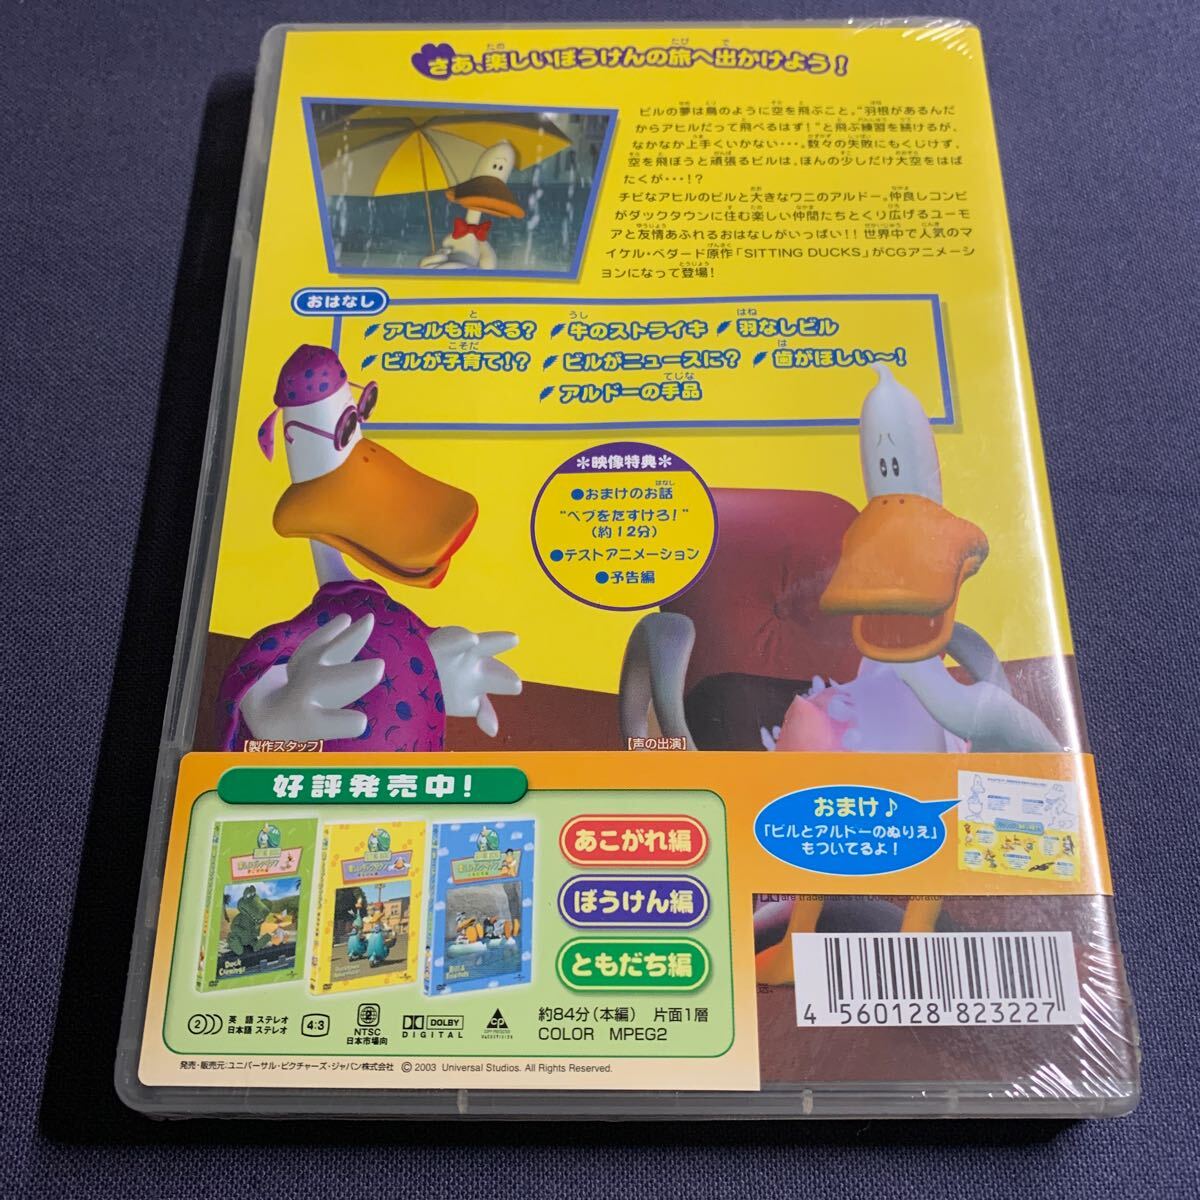 さあ、楽しいぼうけんの旅へ出かけよう!
ビルの夢は鳥のように空を飛ぶこと。“羽根があるんだ
からアヒルだって飛べるはず!”と飛ぶ練習を続けるが、
なかなか上手くいかない・・・。数々の失敗にもくじけず、
空を飛ぼうと頑張るビルは、ほんの少しだけ大空をはば
たくが・・・!?
チビなアヒルのビルと大きなワニのアルドー。仲良しコンビ
がダックタウンに住む楽しい仲間たちとくり広げるユーモ
アと友情あふれるおはなしがいっぱい!! 世界中で人気のマ
イケル・ベダード原作「SITTING DUCKS」がCGアニメーシ
ョンになって登場!
おはなし
アヒルも飛べる? 牛のストライキ 羽なしビル
ビルが子育て!? ビルがニュースに? 歯がほしい〜!
アルドーの手品
＊映像特典＊
●おまけのお話
“ベブをたすけろ!”
(約12分)
●テストアニメーション
●予告編
【製作スタッフ】
【声の出演】
好評発売中!
あこがれ編
ぼうけん編
ともだち編
おまけ♪
「ビルとアルドーのぬりえ」
もついてるよ!
Duck
Cravings
Bill &
Friends
DVD
DVD
DVD
2 英語 ステレオ
日本語 ステレオ
4:3
2
NTSC
日本市場向
DOLBY
DIGITAL
約84分(本編) 片面1層
COLOR MPEG2
発売・販売元:ユニバーサル・ピクチャーズ・ジャパン株式会社 © 2003 Universal Studios. All Rights Reserved.
are trademarks of Dolby Laboratories
4 560128 823227